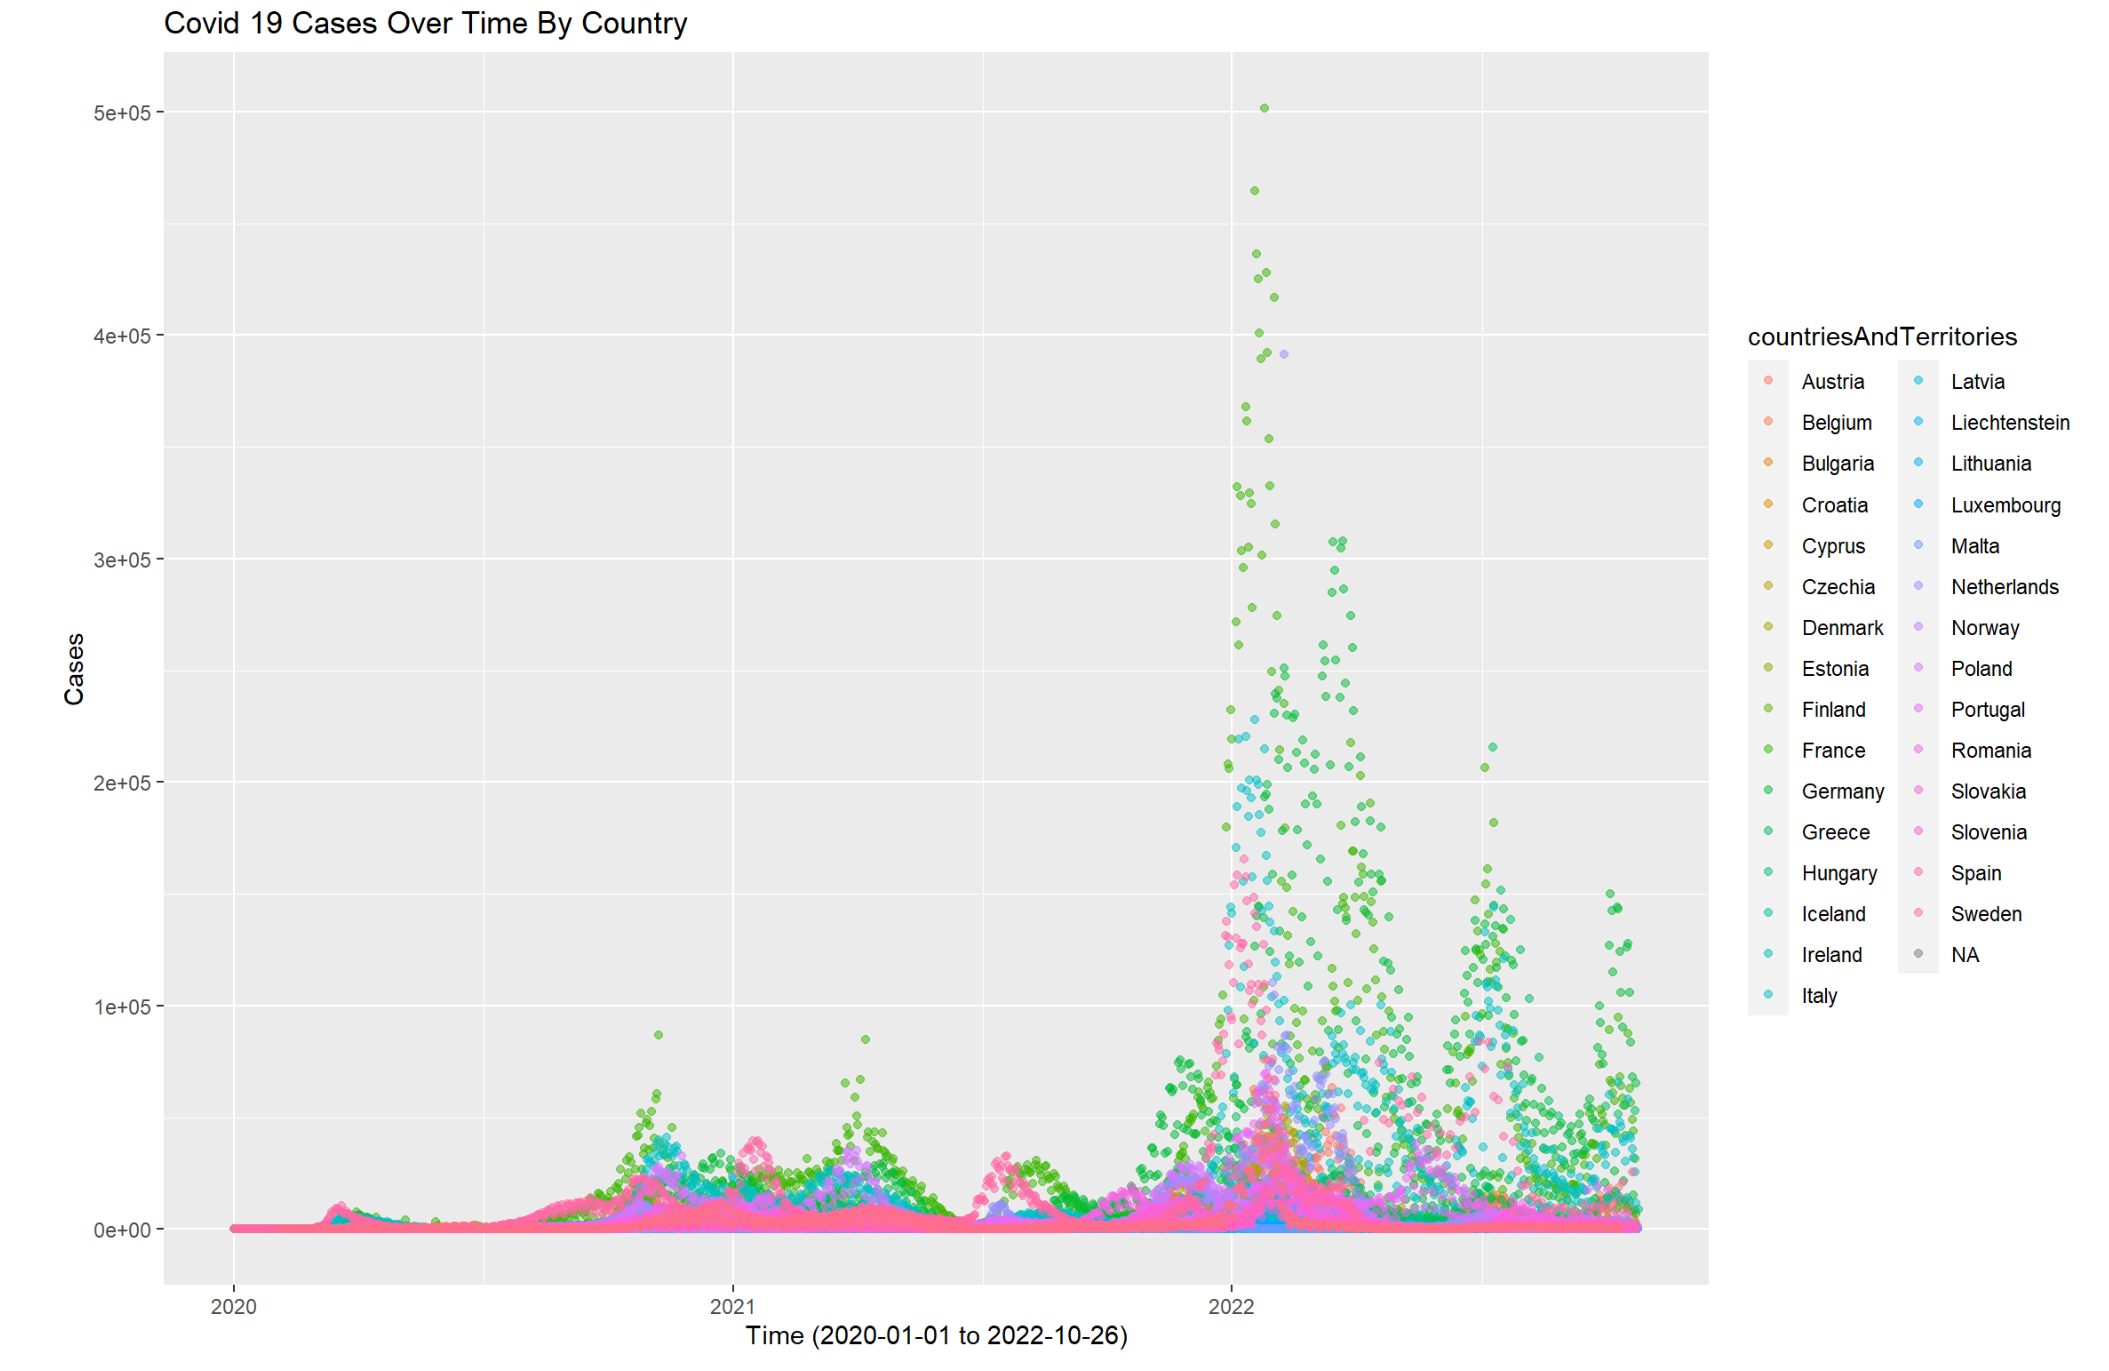 Covid 19 Cases Over Time By Country
5e+05
4e+05
3e+05
2e+05
1e+05
0e+00
Cases
2020
2021
2022
Time (2020-01-01 to 2022-10-26)
countriesAndTerritories
Austria
Belgium
Bulgaria
Croatia
Cyprus
Czechia
Denmark
Estonia
Finland
France
Germany
Greece
Hungary
Iceland
Ireland
Italy
Latvia
Liechtenstein
Lithuania
Luxembourg
Malta
Netherlands
Norway
Poland
Portugal
Romania
Slovakia
Slovenia
Spain
Sweden
NA